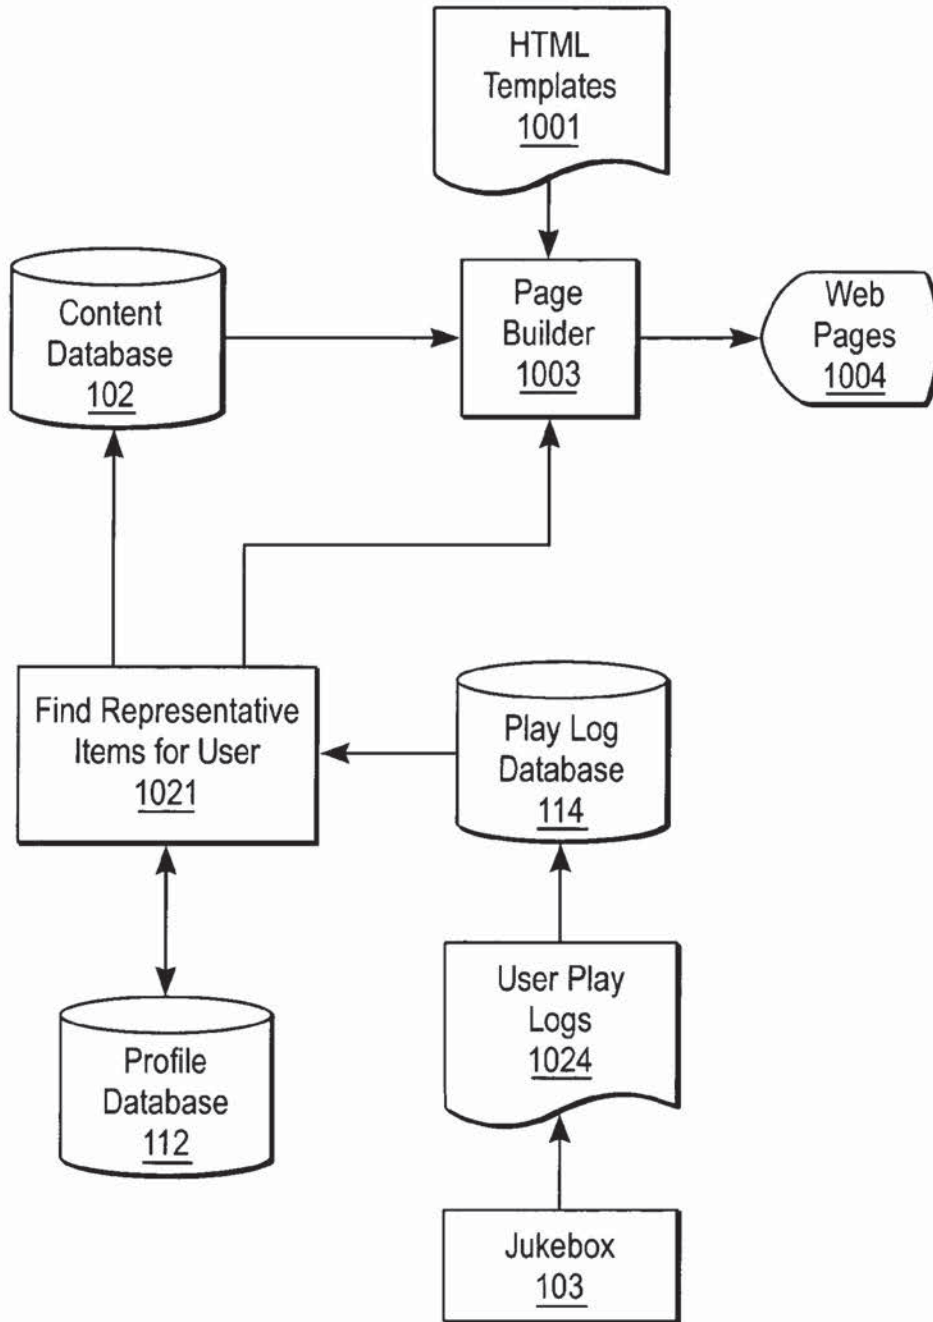 HTML
Templates
1001
Content
Database
102
Page
Builder
1003
Web
Pages
1004
Find Representative
Items for User
1021
Play Log
Database
114
Profile
Database
112
User Play
Logs
1024
Jukebox
103